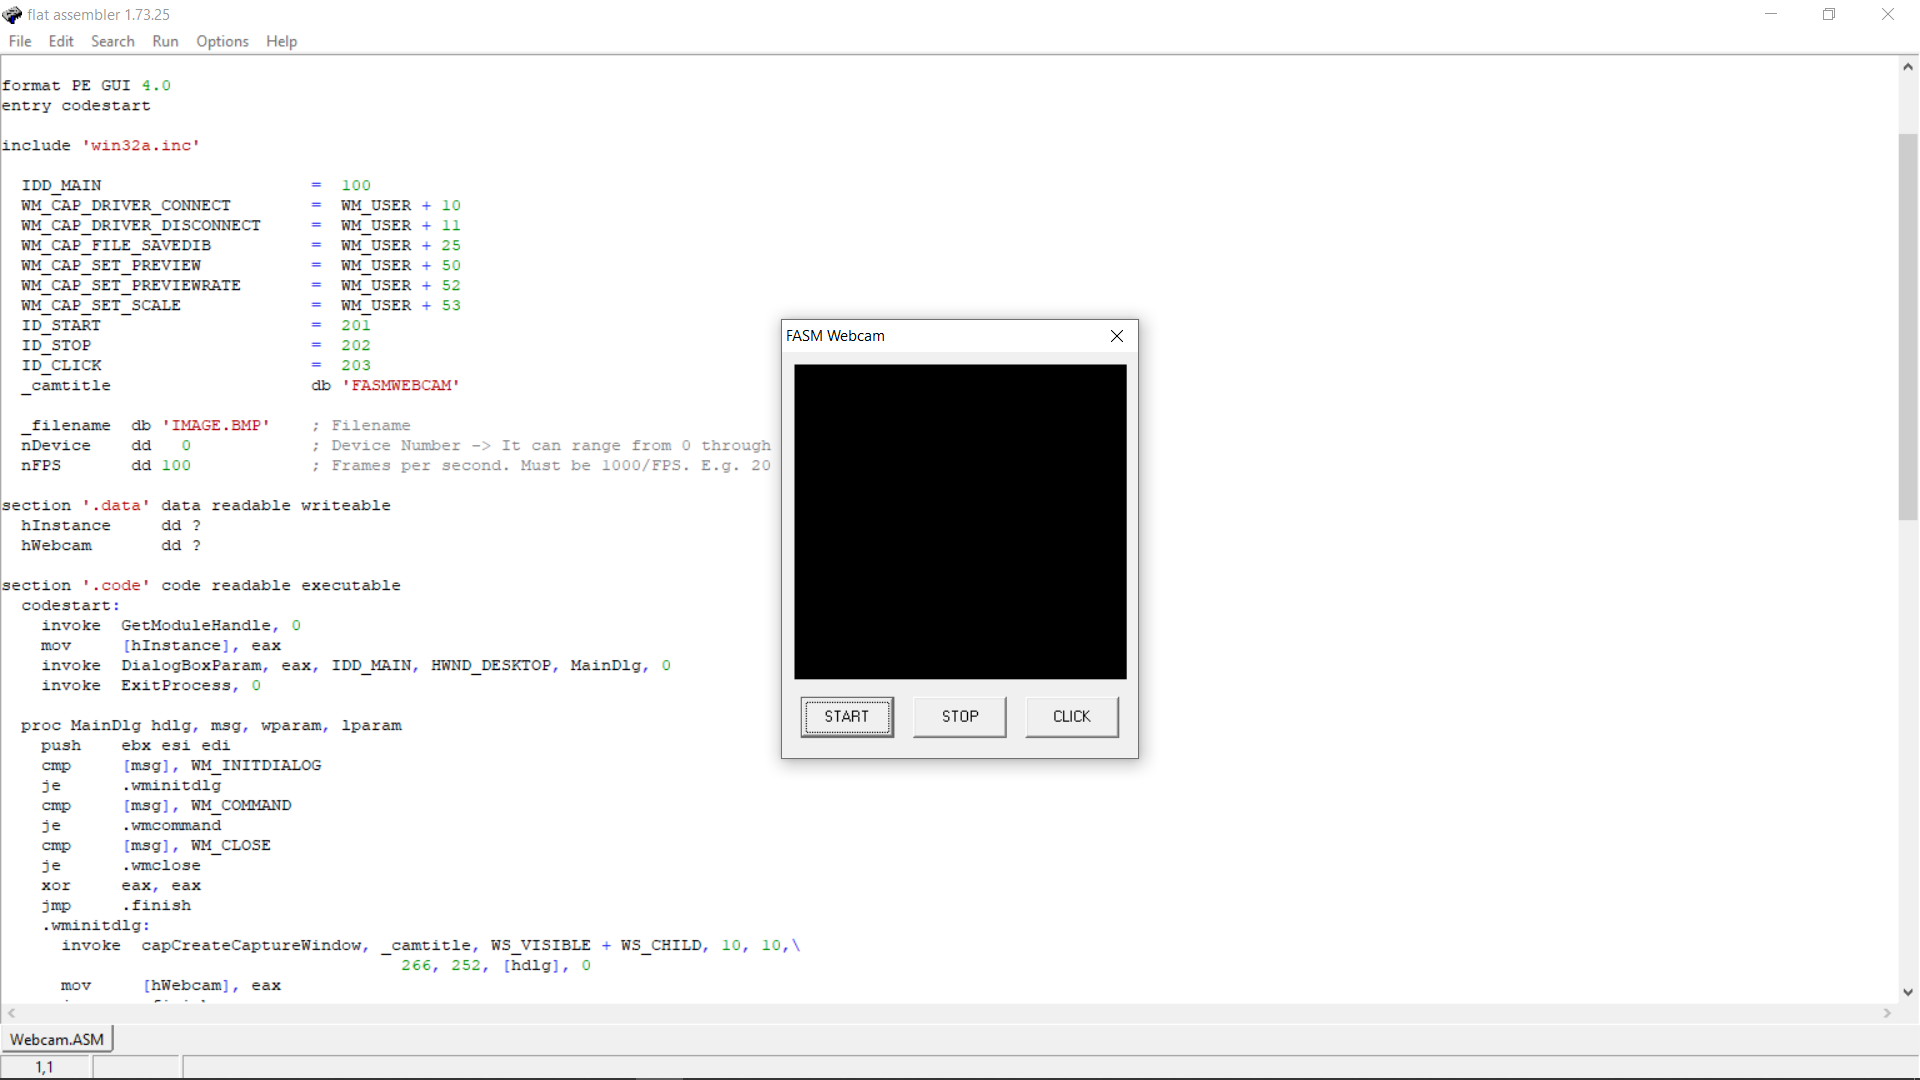 flat assembler 1.73.25
File Edit Search Run Options Help
format PE GUI 4.0
entry codestart
include 'win32a.inc'
IDD_MAIN = 100
WM_CAP_DRIVER_CONNECT = WM_USER + 10
WM_CAP_DRIVER_DISCONNECT = WM_USER + 11
WM_CAP_FILE_SAVEDIB = WM_USER + 25
WM_CAP_SET_PREVIEW = WM_USER + 50
WM_CAP_SET_PREVIEWRATE = WM_USER + 52
WM_CAP_SET_SCALE = WM_USER + 53
ID_START = 201
ID_STOP = 202
ID_CLICK = 203
_camtitle db 'FASMWEBCAM'
_filename db 'IMAGE.BMP' ; Filename
nDevice dd 0 ; Device Number -> It can range from 0 through
nFPS dd 100 ; Frames per second. Must be 1000/FPS. E.g. 20
section '.data' data readable writeable
hInstance dd ?
hWebcam dd ?
section '.code' code readable executable
codestart:
invoke GetModuleHandle, 0
mov [hInstance], eax
invoke DialogBoxParam, eax, IDD_MAIN, HWND_DESKTOP, MainDlg, 0
invoke ExitProcess, 0
proc MainDlg hdlg, msg, wparam, lparam
push ebx esi edi
cmp [msg], WM_INITDIALOG
je .wminitdlg
cmp [msg], WM_COMMAND
je .wmcommand
cmp [msg], WM_CLOSE
je .wmclose
xor eax, eax
jmp .finish
.wminitdlg:
invoke capCreateCaptureWindow, _camtitle, WS_VISIBLE + WS_CHILD, 10, 10,\
266, 252, [hdlg], 0
mov [hWebcam], eax
FASM Webcam
START STOP CLICK
Webcam.ASM
1,1